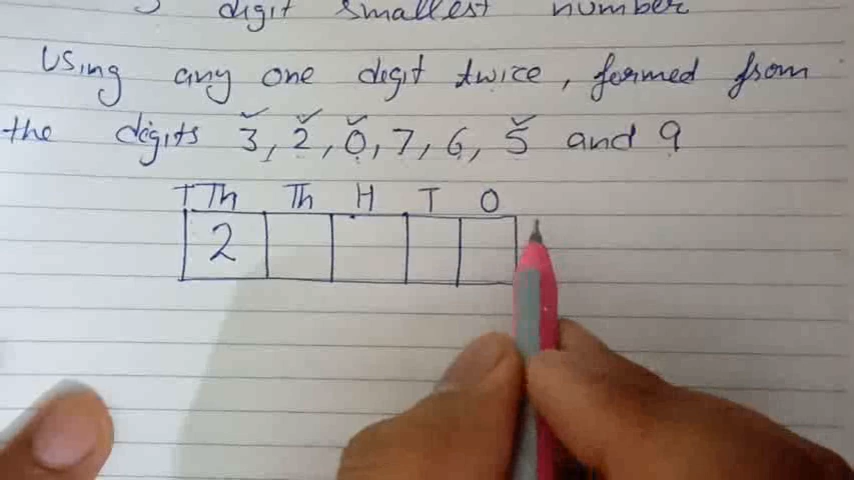 digit smallest number
Using any one digit twice, formed from
the digits 3, 2, 0, 7, 6, 5 and 9
TTh Th H T O
2